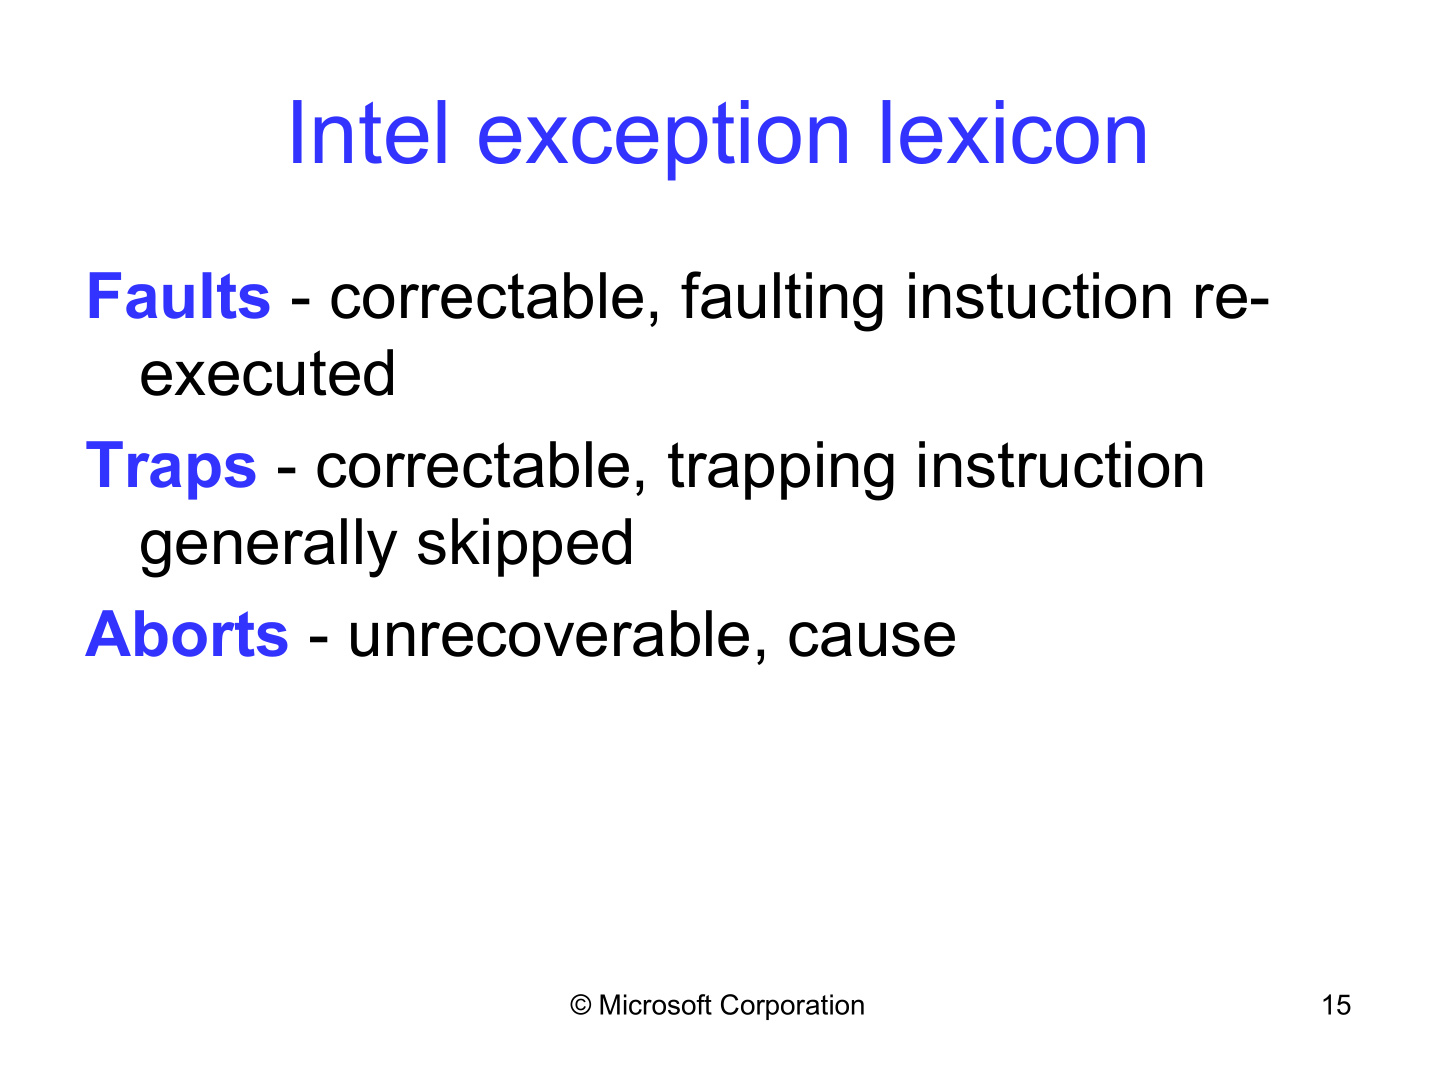 Intel exception lexicon
Faults - correctable, faulting instuction re-
executed
Traps - correctable, trapping instruction
generally skipped
Aborts - unrecoverable, cause
© Microsoft Corporation
15